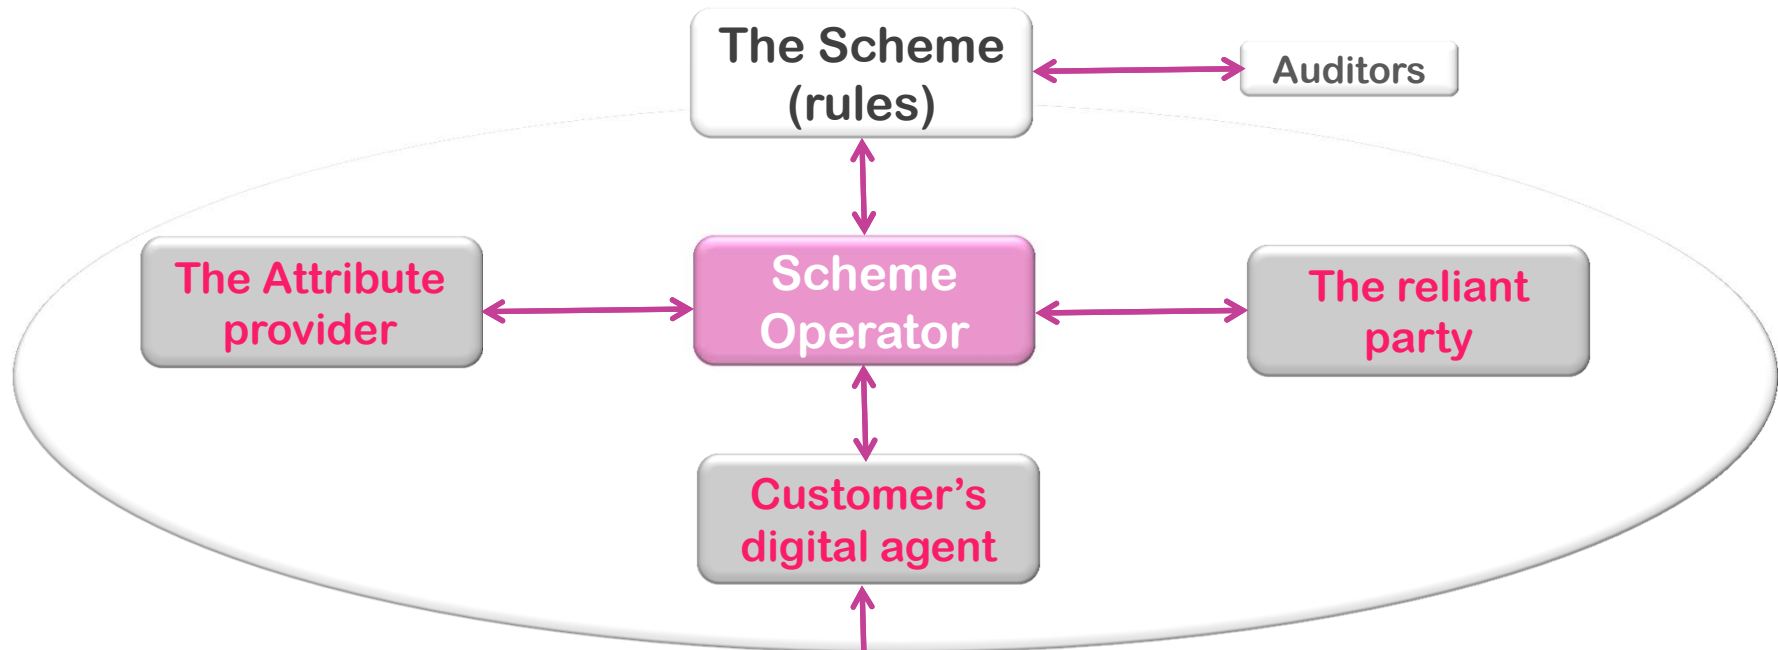 The Scheme
(rules)
Auditors
The Attribute
provider
Scheme
Operator
The reliant
party
Customer’s
digital agent